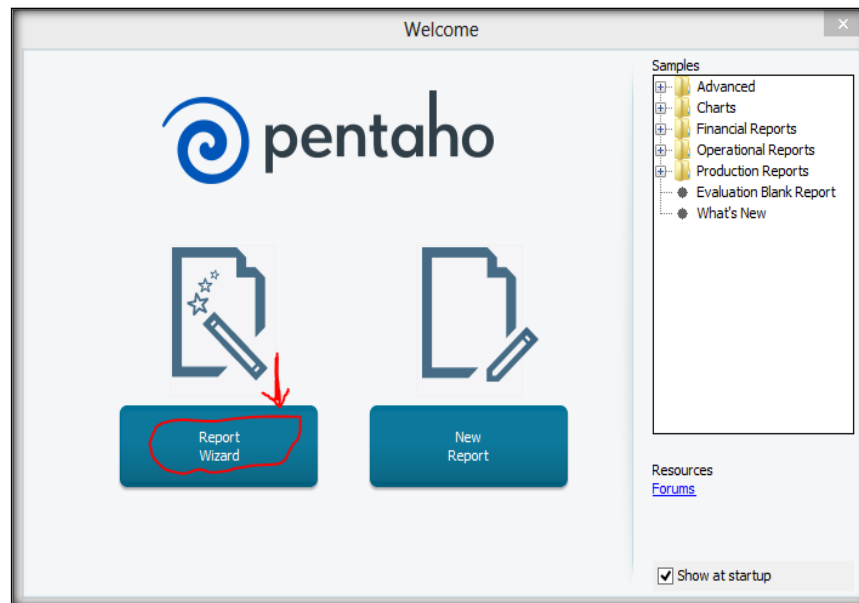 Welcome
pentaho
Report
Wizard
New
Report
Samples
Advanced
Charts
Financial Reports
Operational Reports
Production Reports
Evaluation Blank Report
What's New
Resources
Forums
Show at startup